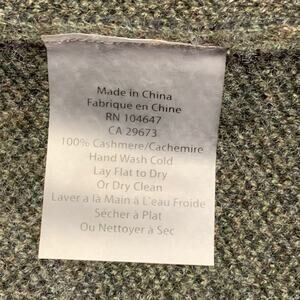 Made in China
Fabrique en Chine
RN 104647
CA 29673
100% Cashmere/Cachemire
Hand Wash Cold
Lay Flat to Dry
Or Dry Clean
Laver a là Main à L'eau Froide
Sécher à Plat
Ou Nettoyer à Sec